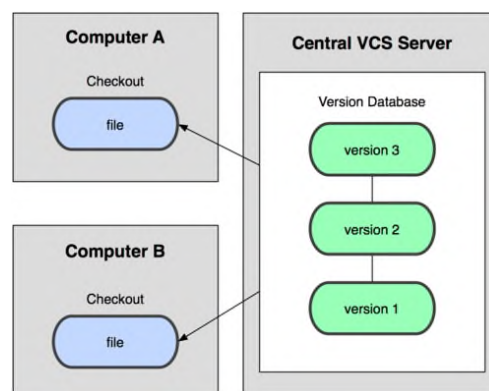 Computer A
Checkout
file
Computer B
Checkout
file
Central VCS Server
Version Database
version 3
version 2
version 1